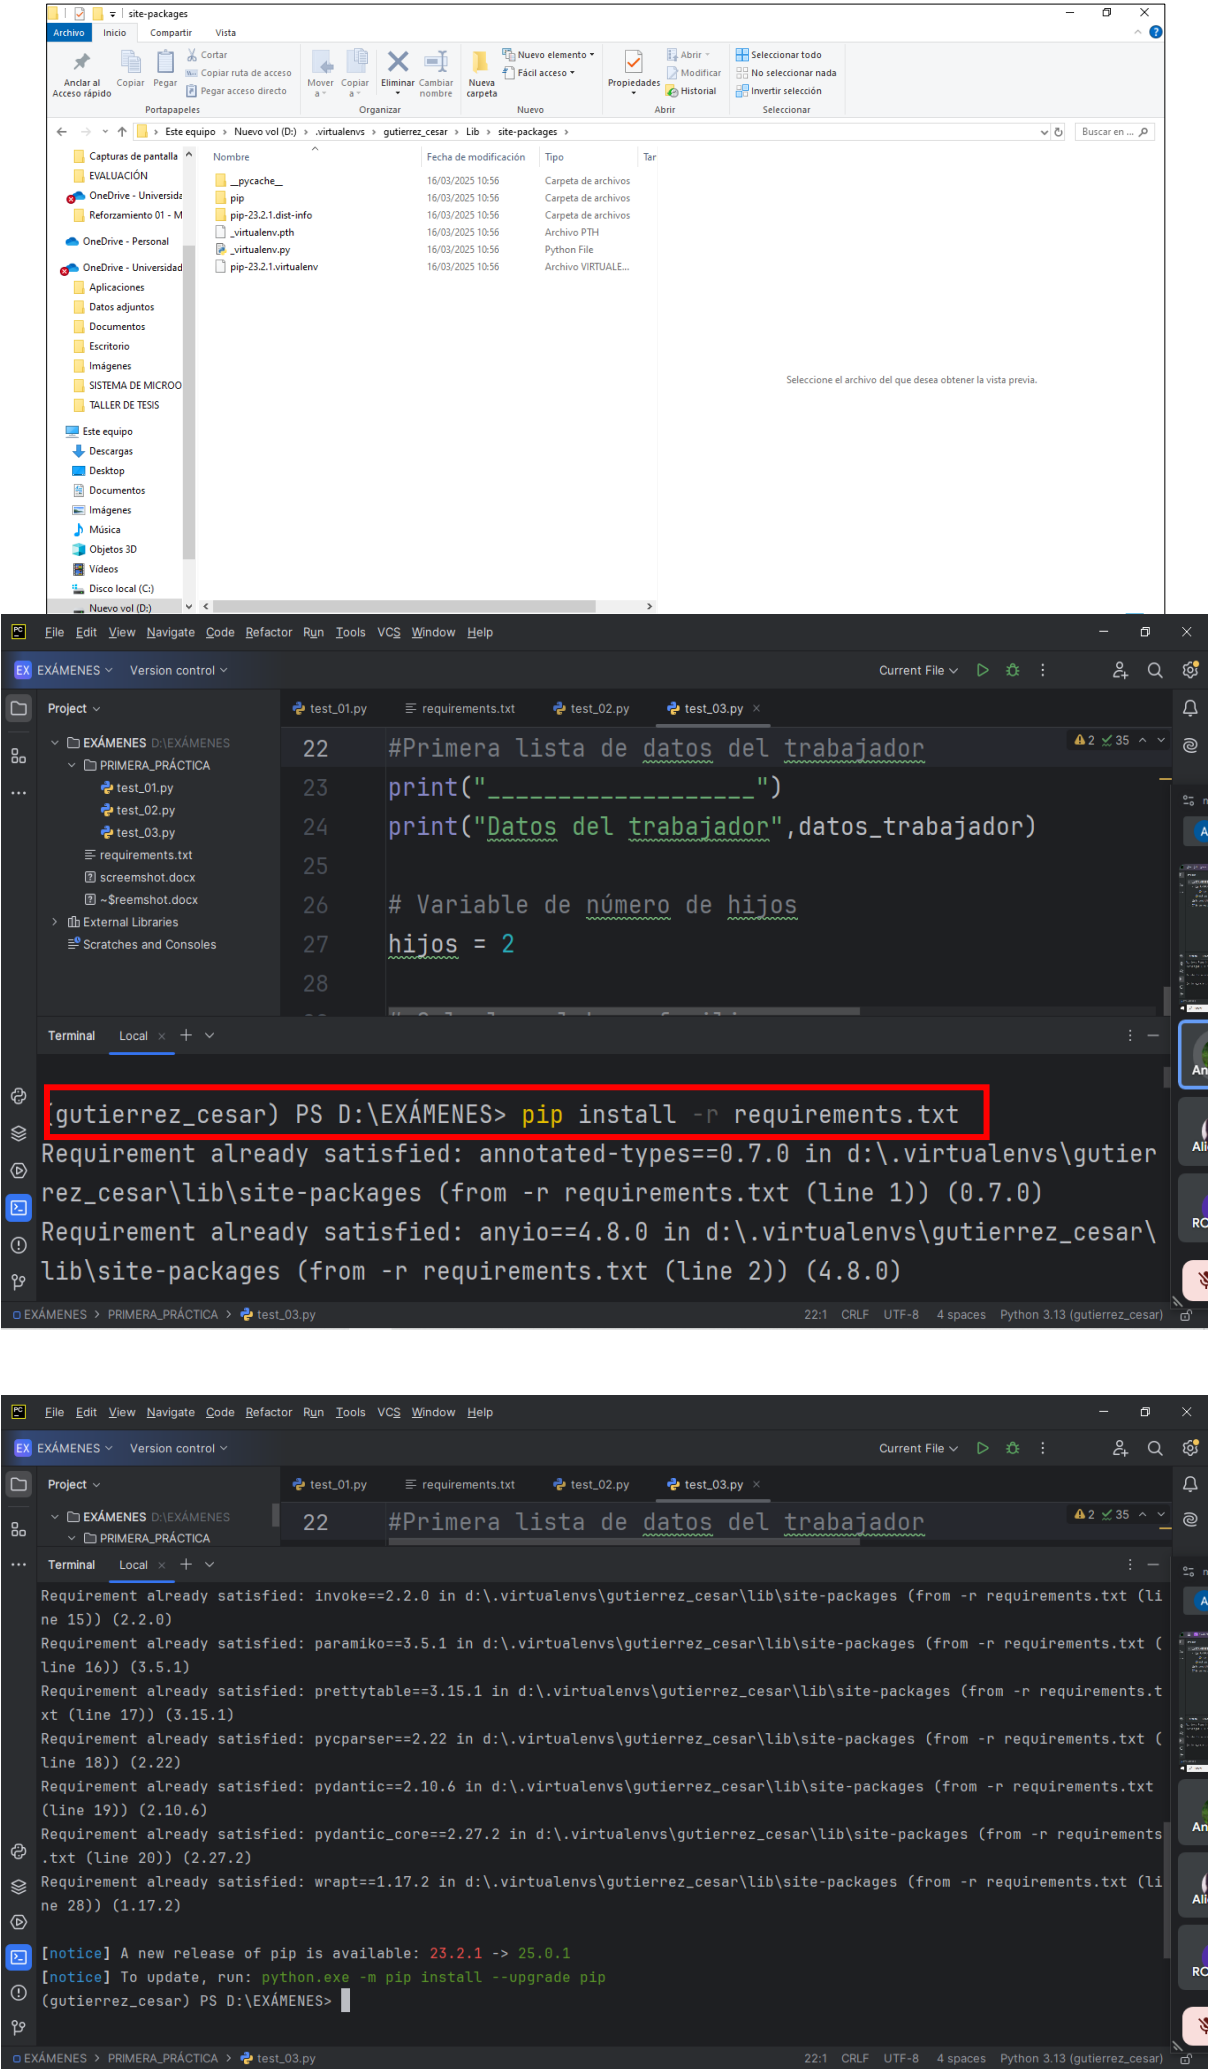 site-packages
Archivo Inicio Compartir Vista
Anclar al Acceso rápido
Copiar
Pegar
Cortar
Copiar ruta de acceso
Pegar acceso directo
Mover a
Copiar a
Eliminar
Cambiar nombre
Nueva carpeta
Nuevo elemento
Fácil acceso
Propiedades
Abrir
Modificar
Historial
Seleccionar todo
No seleccionar nada
Invertir selección
Portapapeles Organizar Nuevo Abrir Seleccionar
Este equipo > Nuevo vol (D:) > .virtualenvs > gutierrez_cesar > Lib > site-packages >
Buscar en ...
Nombre Fecha de modificación Tipo Tar
__pycache__ 16/03/2025 10:56 Carpeta de archivos
pip 16/03/2025 10:56 Carpeta de archivos
pip-23.2.1.dist-info 16/03/2025 10:56 Carpeta de archivos
_virtualenv.pth 16/03/2025 10:56 Archivo PTH
_virtualenv.py 16/03/2025 10:56 Python File
pip-23.2.1.virtualenv 16/03/2025 10:56 Archivo VIRTUALE...
Capturas de pantalla
EVALUACIÓN
OneDrive - Universida
Reforzamiento 01 - M
OneDrive - Personal
OneDrive - Universidad
Aplicaciones
Datos adjuntos
Documentos
Escritorio
Imágenes
SISTEMA DE MICROO
TALLER DE TESIS
Este equipo
Descargas
Desktop
Documentos
Imágenes
Música
Objetos 3D
Vídeos
Disco local (C:)
Nuevo vol (D:)
Seleccione el archivo del que desea obtener la vista previa.
PC File Edit View Navigate Code Refactor Run Tools VCS Window Help
EX EXÁMENES Version control Current File
Project
test_01.py requirements.txt test_02.py test_03.py
EXÁMENES D:\EXÁMENES
PRIMERA_PRÁCTICA
test_01.py
test_02.py
test_03.py
requirements.txt
screemshot.docx
~$reemshot.docx
External Libraries
Scratches and Consoles
2 35
22 #Primera lista de datos del trabajador
23 print("___________________")
24 print("Datos del trabajador",datos_trabajador)
25
26 # Variable de número de hijos
27 hijos = 2
28
Terminal Local
(gutierrez_cesar) PS D:\EXÁMENES> pip install -r requirements.txt
Requirement already satisfied: annotated-types==0.7.0 in d:\.virtualenvs\gutier
rez_cesar\lib\site-packages (from -r requirements.txt (line 1)) (0.7.0)
Requirement already satisfied: anyio==4.8.0 in d:\.virtualenvs\gutierrez_cesar\
lib\site-packages (from -r requirements.txt (line 2)) (4.8.0)
EXÁMENES > PRIMERA_PRÁCTICA > test_03.py 22:1 CRLF UTF-8 4 spaces Python 3.13 (gutierrez_cesar)
A
An
Ali
RO
PC File Edit View Navigate Code Refactor Run Tools VCS Window Help
EX EXÁMENES Version control Current File
Project
test_01.py requirements.txt test_02.py test_03.py
EXÁMENES D:\EXÁMENES
PRIMERA_PRÁCTICA
22 #Primera lista de datos del trabajador
2 35
Terminal Local
Requirement already satisfied: invoke==2.2.0 in d:\.virtualenvs\gutierrez_cesar\lib\site-packages (from -r requirements.txt (li
ne 15)) (2.2.0)
Requirement already satisfied: paramiko==3.5.1 in d:\.virtualenvs\gutierrez_cesar\lib\site-packages (from -r requirements.txt (
line 16)) (3.5.1)
Requirement already satisfied: prettytable==3.15.1 in d:\.virtualenvs\gutierrez_cesar\lib\site-packages (from -r requirements.t
xt (line 17)) (3.15.1)
Requirement already satisfied: pycparser==2.22 in d:\.virtualenvs\gutierrez_cesar\lib\site-packages (from -r requirements.txt (
line 18)) (2.22)
Requirement already satisfied: pydantic==2.10.6 in d:\.virtualenvs\gutierrez_cesar\lib\site-packages (from -r requirements.txt
(line 19)) (2.10.6)
Requirement already satisfied: pydantic_core==2.27.2 in d:\.virtualenvs\gutierrez_cesar\lib\site-packages (from -r requirements
.txt (line 20)) (2.27.2)
Requirement already satisfied: wrapt==1.17.2 in d:\.virtualenvs\gutierrez_cesar\lib\site-packages (from -r requirements.txt (li
ne 28)) (1.17.2)
[notice] A new release of pip is available: 23.2.1 -> 25.0.1
[notice] To update, run: python.exe -m pip install --upgrade pip
(gutierrez_cesar) PS D:\EXÁMENES>
EXÁMENES > PRIMERA_PRÁCTICA > test_03.py 22:1 CRLF UTF-8 4 spaces Python 3.13 (gutierrez_cesar)
A
An
Ali
RO